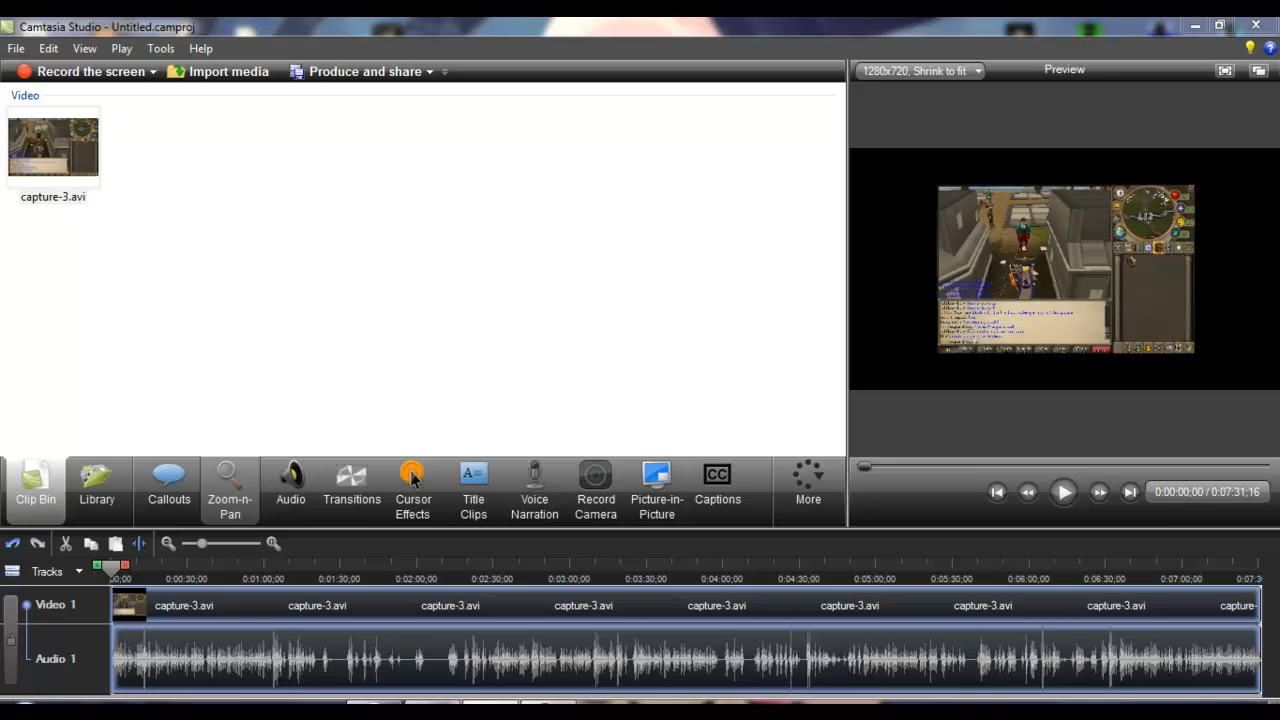 Camtasia Studio - Untitled.camproj
File Edit View Play Tools Help
Record the screen Import media Produce and share
1280x720, Shrink to fit Preview
Video
capture-3.avi
Clip Bin Library Callouts Zoom-n-Pan Audio Transitions Cursor Effects Title Clips Voice Narration Record Camera Picture-in-Picture CC Captions More
0:00:00;00 / 0:07:31;16
Tracks
00;00 0:00:30;00 0:01:00;00 0:01:30;00 0:02:00;00 0:02:30;00 0:03:00;00 0:03:30;00 0:04:00;00 0:04:30;00 0:05:00;00 0:05:30;00 0:06:00;00 0:06:30;00 0:07:00;00 0:07:3
Video 1 capture-3.avi capture-3.avi capture-3.avi capture-3.avi capture-3.avi capture-3.avi capture-3.avi capture-3.avi capture-
Audio 1